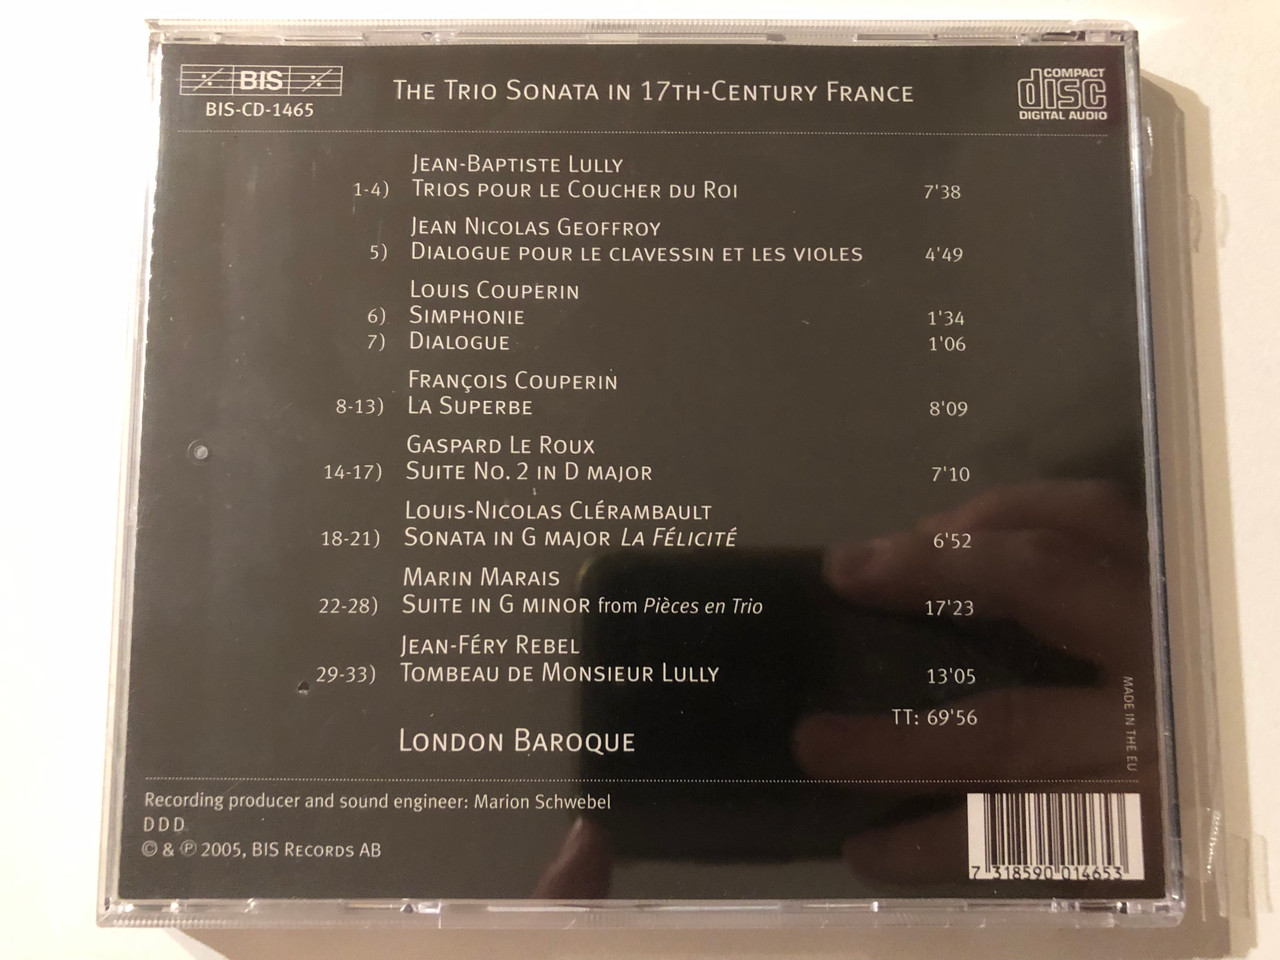 BIS
BIS-CD-1465
THE TRIO SONATA IN 17TH-CENTURY FRANCE
COMPACT
disc
DIGITAL AUDIO
JEAN-BAPTISTE LULLY
1-4) TRIOS POUR LE COUCHER DU ROI 7'38
JEAN NICOLAS GEOFFROY
5) DIALOGUE POUR LE CLAVESSIN ET LES VIOLES 4'49
LOUIS COUPERIN
6) SIMPHONIE 1'34
7) DIALOGUE 1'06
FRANÇOIS COUPERIN
8-13) LA SUPERBE 8'09
GASPARD LE ROUX
14-17) SUITE NO. 2 IN D MAJOR 7'10
LOUIS-NICOLAS CLÉRAMBAULT
18-21) SONATA IN G MAJOR LA FÉLICITÉ 6'52
MARIN MARAIS
22-28) SUITE IN G MINOR from Pièces en Trio 17'23
JEAN-FÉRY REBEL
29-33) TOMBEAU DE MONSIEUR LULLY 13'05
TT: 69'56
LONDON BAROQUE
MADE IN THE EU
Recording producer and sound engineer: Marion Schwebel
DDD
© & ℗ 2005, BIS RECORDS AB
7 318590 014653